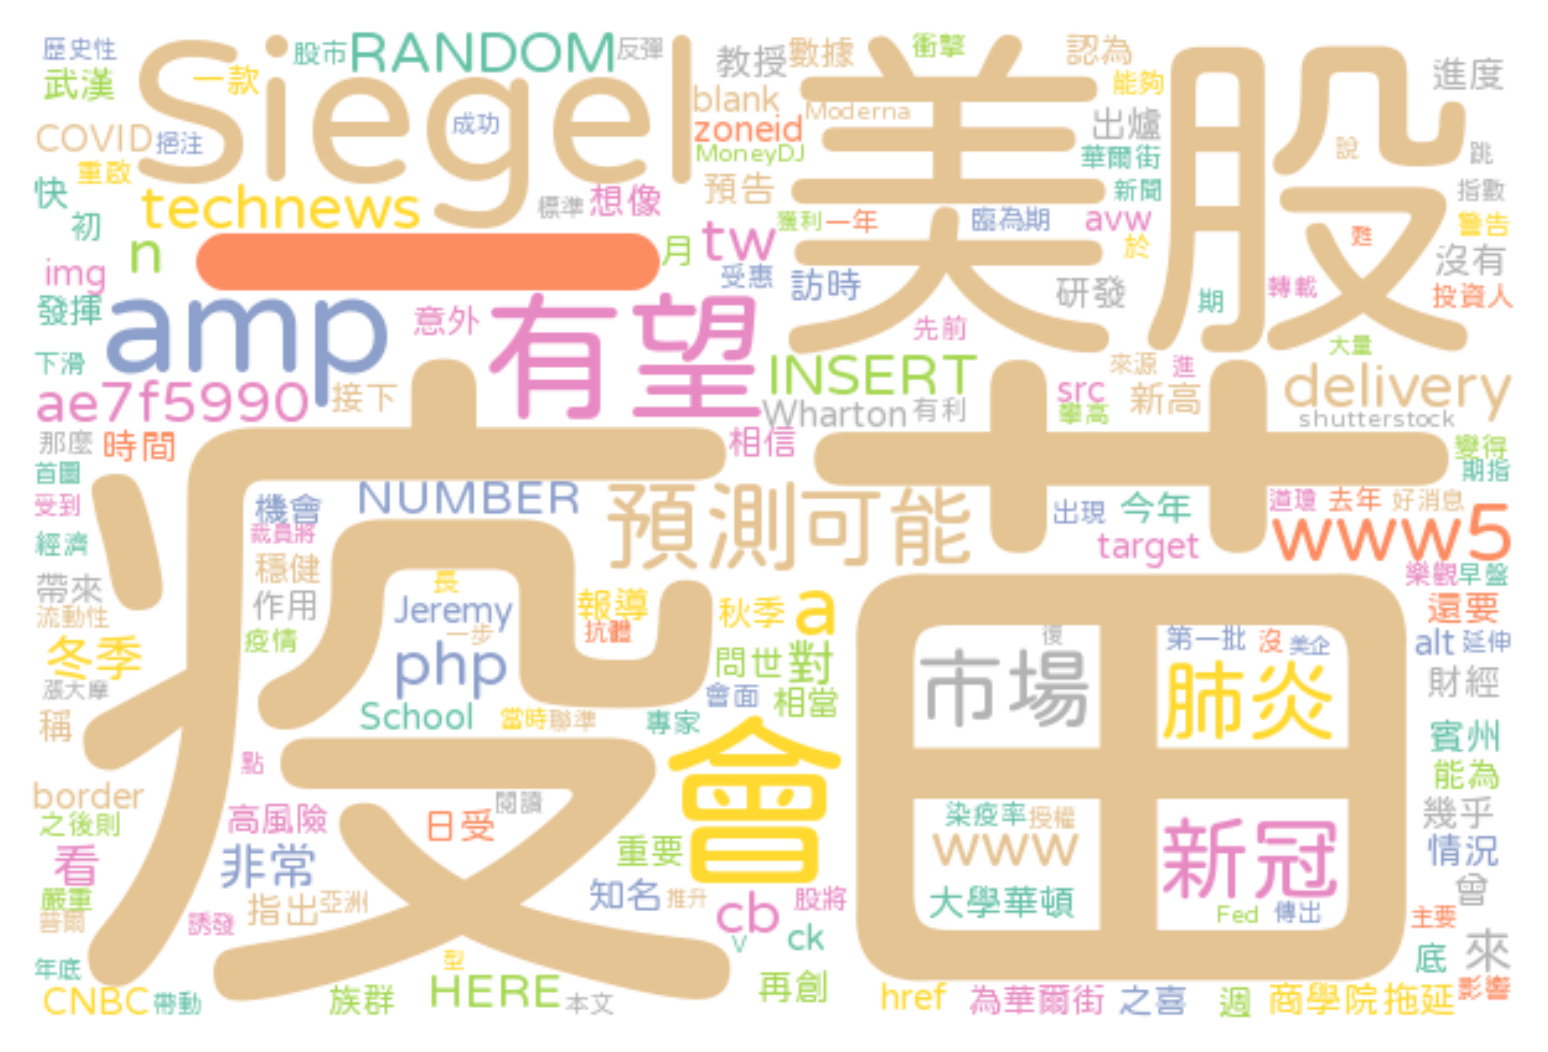 歷史性
股市
RANDOM
反彈
教授
數據
衝擊
認為
武漢
一款
Siegel
美股
能夠
進度
blank
Moderna
COVID
挹注
成功
zoneid
出爐
MoneyDJ
華爾街
說
跳
重啟
快
technews
標準
想像
預告
新聞
指數
初
獲利
一年
臨為期
avw
警告
n
月
tw
於
甦
沒有
img
受惠
訪時
研發
期
轉載
投資人
發揮
amp
意外
有望
先前
大量
下滑
INSERT
來源
進
delivery
ae7f5990
接下
Wharton
有利
src
新高
攀高
shutterstock
那麼
時間
相信
變得
首圖
期指
疫苗
受到
機會
NUMBER
預測可能
出現
今年
道瓊
去年
好消息
裁員將
www5
經濟
穩健
target
帶來
長
樂觀
早盤
流動性
作用
Jeremy
報導
秋季
a
還要
疫情
一步
抗體
復
第一批
沒
美企
alt
延伸
冬季
php
問世
對
市場
肺炎
漲大摩
會面
相當
財經
稱
School
當時
聯準
專家
賓州
點
會
能為
border
閱讀
之後則
高風險
日受
染疫率
授權
幾乎
看
非常
重要
www
新冠
情況
嚴重
知名
推升
股將
大學華頓
曾
普爾
指出
亞洲
誘發
cb
Fed
傳出
主要
V
ck
年底
型
底
來
CNBC
帶動
族群
HERE
本文
再創
href
為華爾街
之喜
週
商學院
拖延
影響